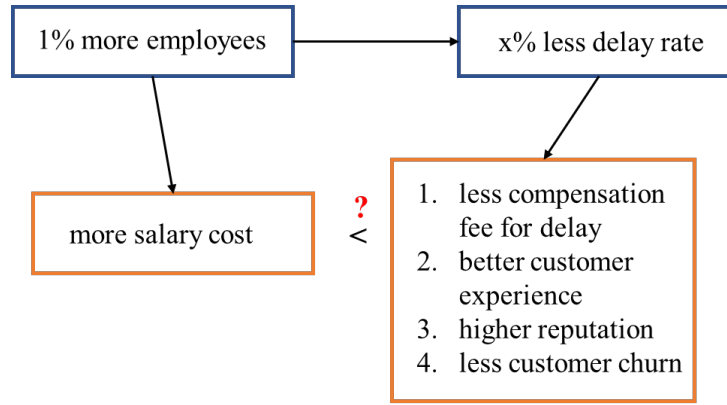 1% more employees
x% less delay rate
more salary cost
?
<
1. less compensation
fee for delay
2. better customer
experience
3. higher reputation
4. less customer churn